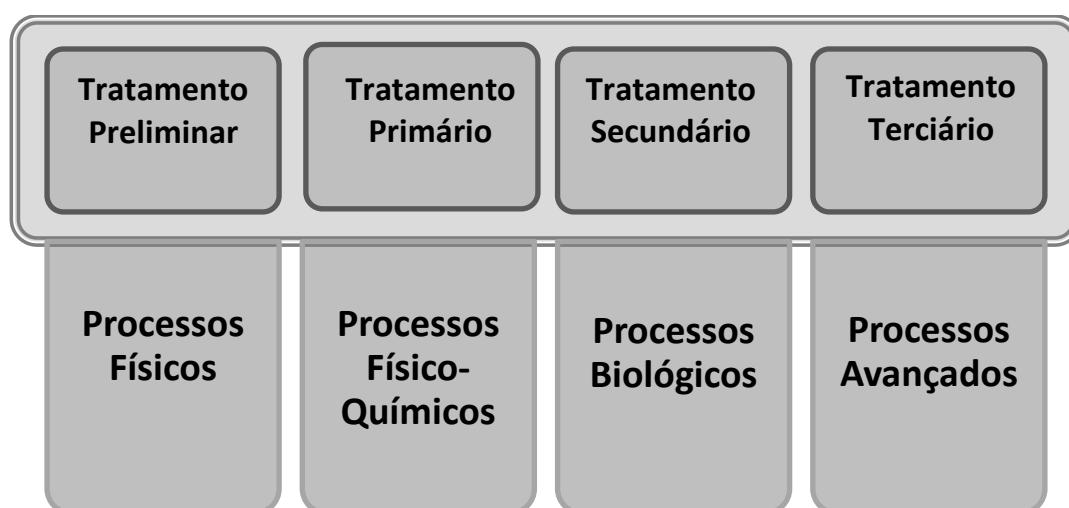 Tratamento
Preliminar
Tratamento
Primário
Tratamento
Secundário
Tratamento
Terciário
Processos
Físicos
Processos
Físico-
Químicos
Processos
Biológicos
Processos
Avançados